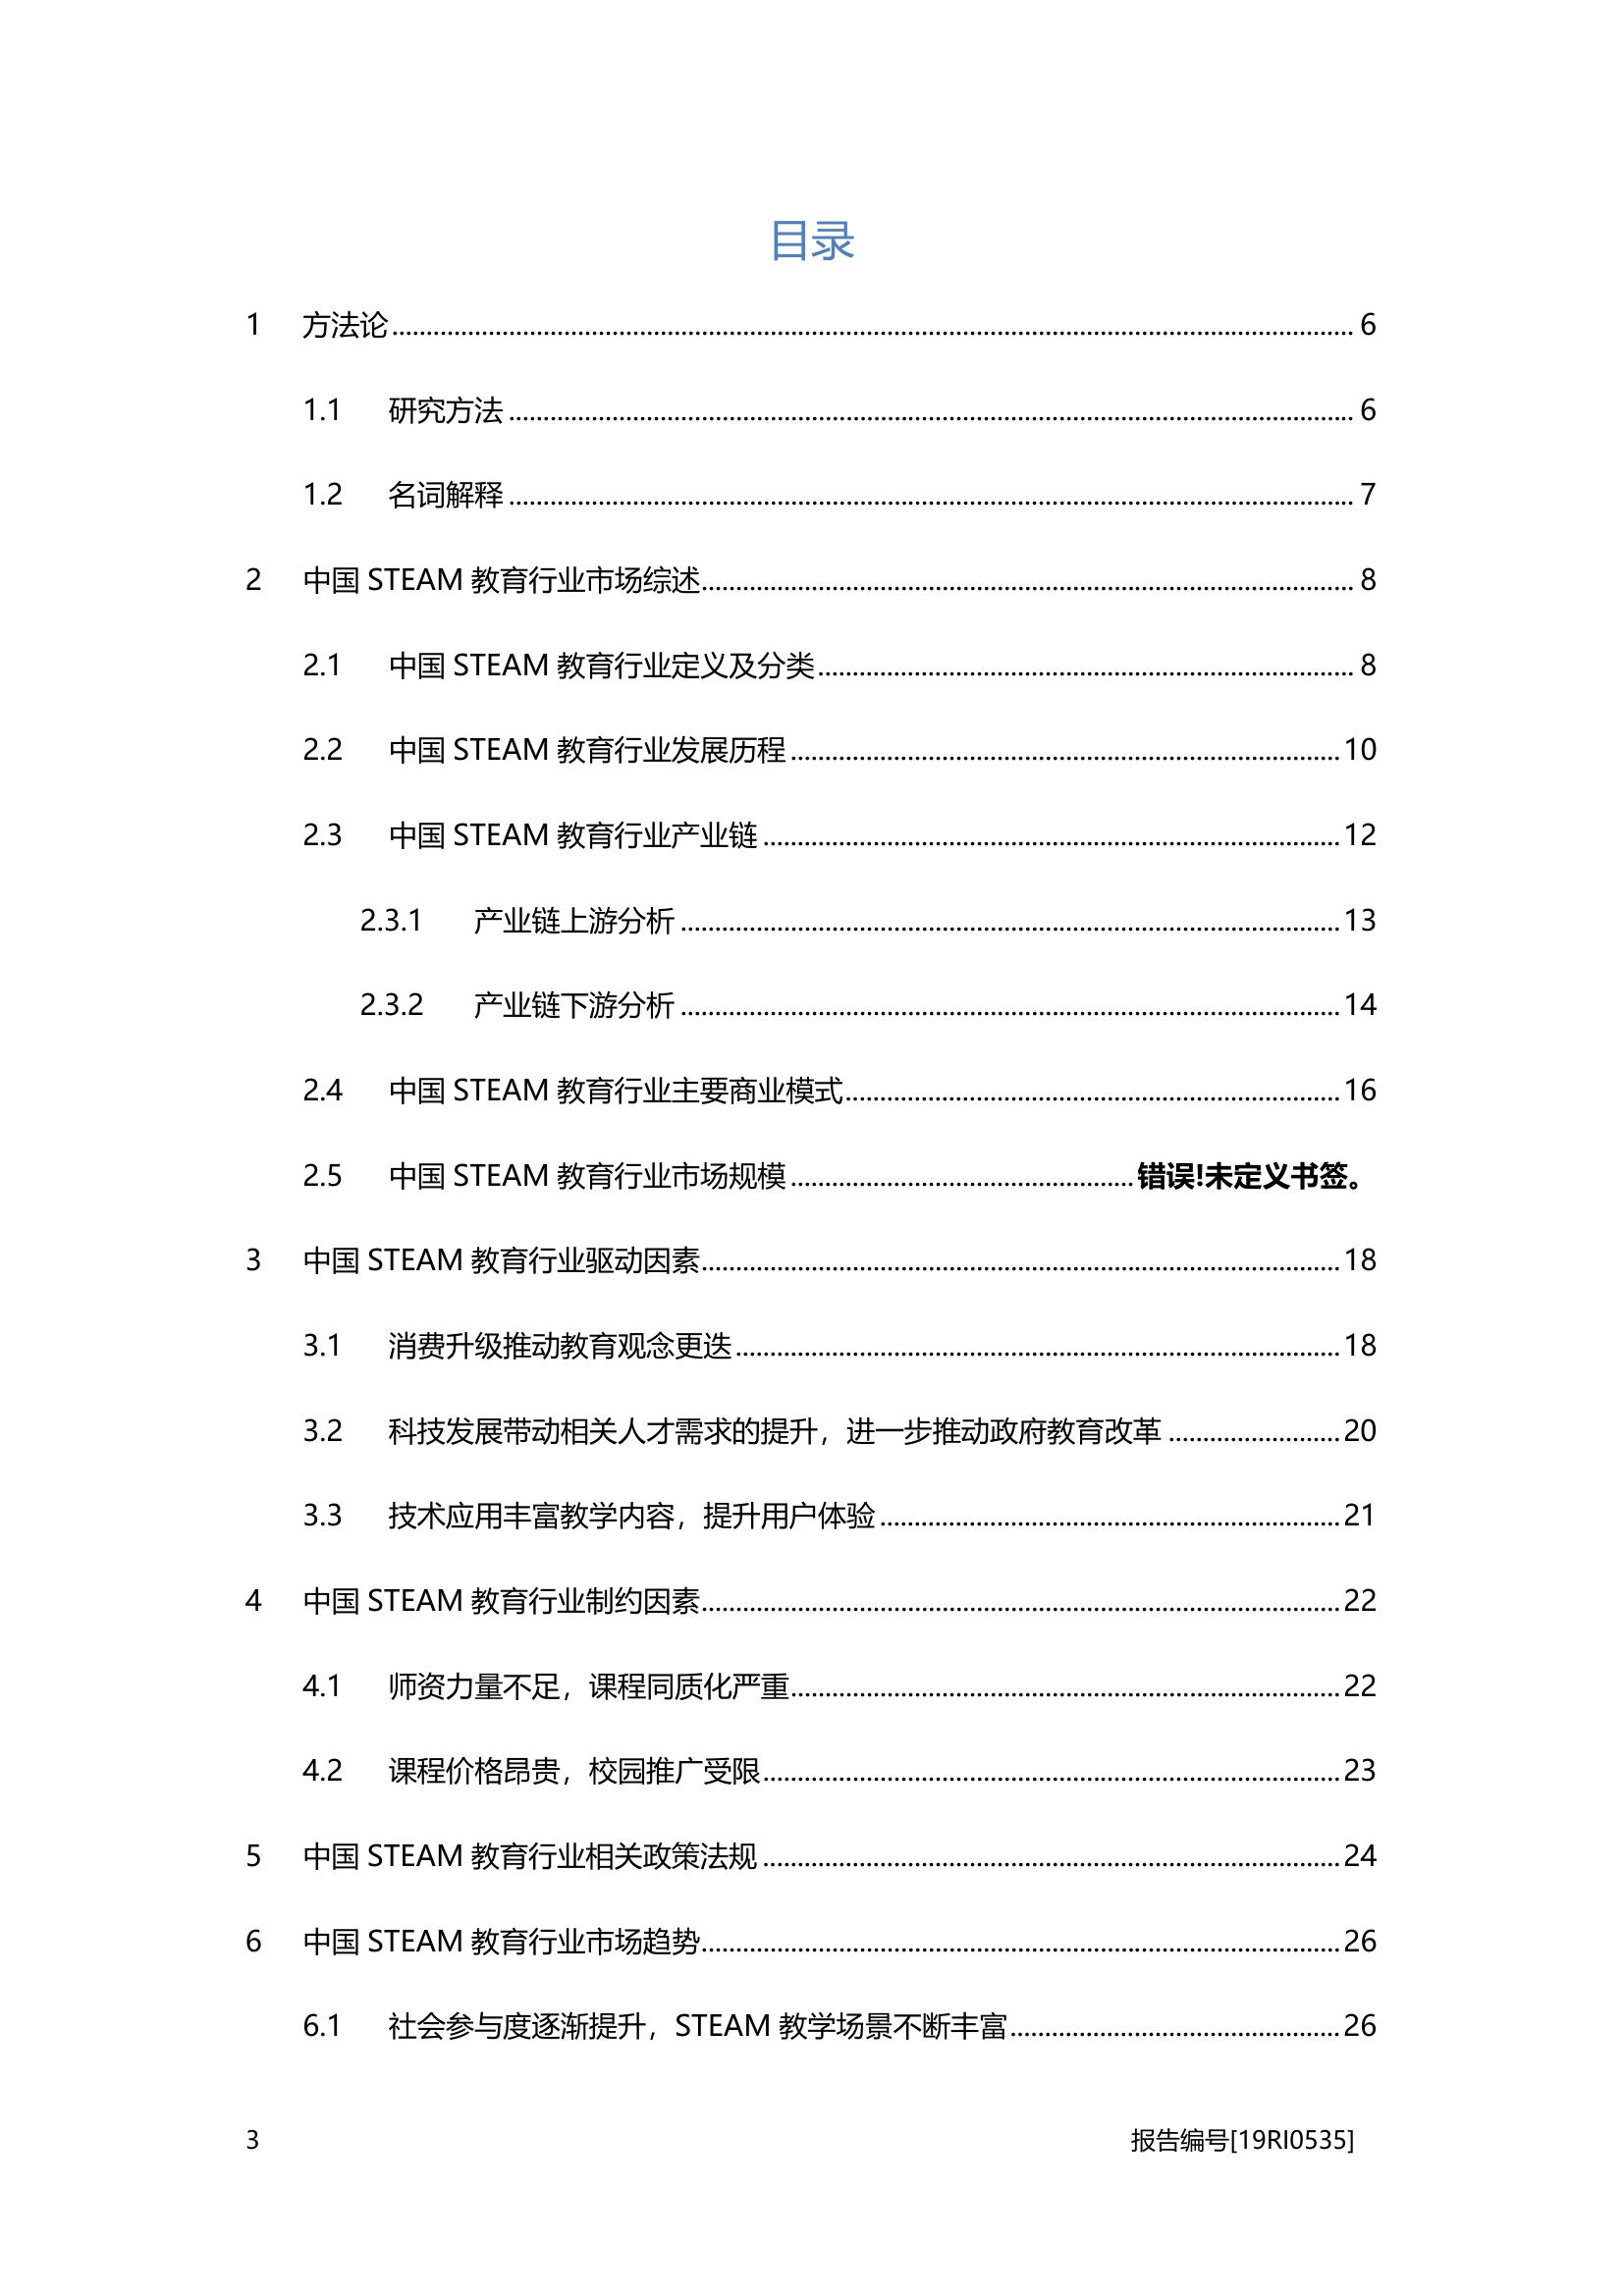 目录
1 方法论 6
1.1 研究方法 6
1.2 名词解释 7
2 中国 STEAM 教育行业市场综述 8
2.1 中国 STEAM 教育行业定义及分类 8
2.2 中国 STEAM 教育行业发展历程 10
2.3 中国 STEAM 教育行业产业链 12
2.3.1 产业链上游分析 13
2.3.2 产业链下游分析 14
2.4 中国 STEAM 教育行业主要商业模式 16
2.5 中国 STEAM 教育行业市场规模 错误!未定义书签。
3 中国 STEAM 教育行业驱动因素 18
3.1 消费升级推动教育观念更迭 18
3.2 科技发展带动相关人才需求的提升，进一步推动政府教育改革 20
3.3 技术应用丰富教学内容，提升用户体验 21
4 中国 STEAM 教育行业制约因素 22
4.1 师资力量不足，课程同质化严重 22
4.2 课程价格昂贵，校园推广受限 23
5 中国 STEAM 教育行业相关政策法规 24
6 中国 STEAM 教育行业市场趋势 26
6.1 社会参与度逐渐提升，STEAM 教学场景不断丰富 26
3 报告编号[19RI0535]